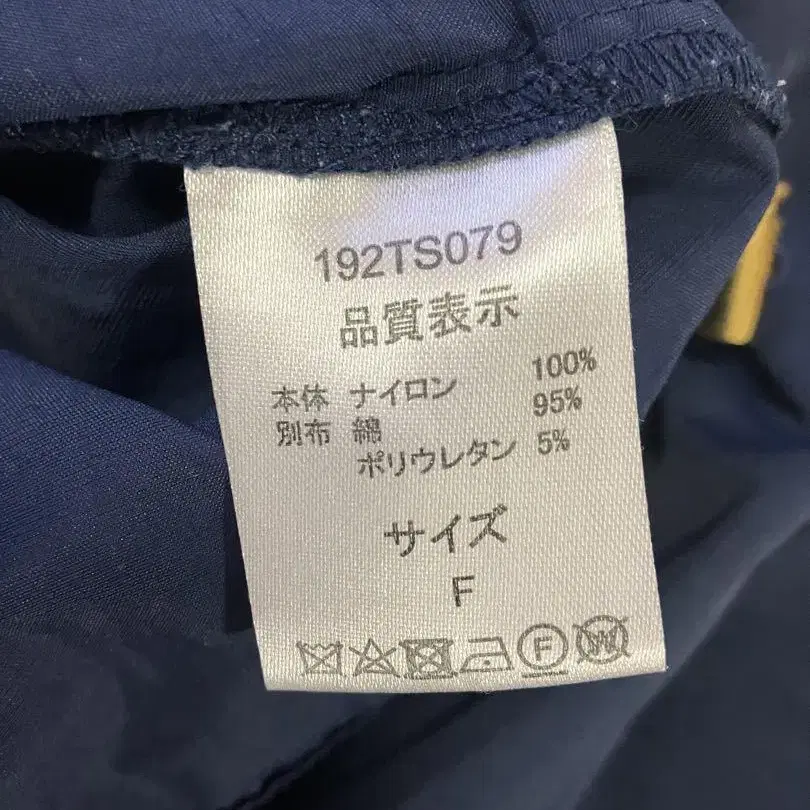 192TS079
品質表示
本体 ナイロン 100%
別布 綿 95%
ポリウレタン 5%
サイズ
F
F W